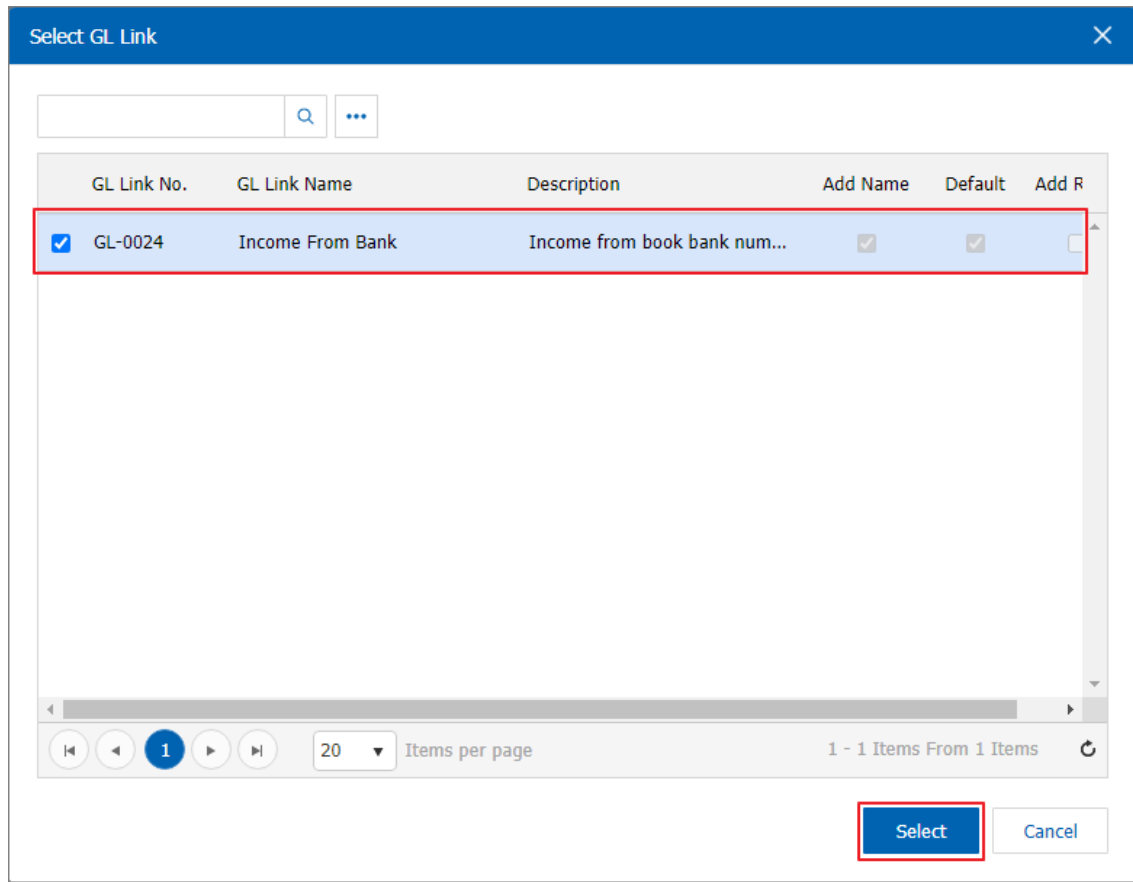 Select GL Link
GL Link No. GL Link Name Description Add Name Default Add R
GL-0024 Income From Bank Income from book bank num...
1 20 Items per page 1 - 1 Items From 1 Items
Select Cancel